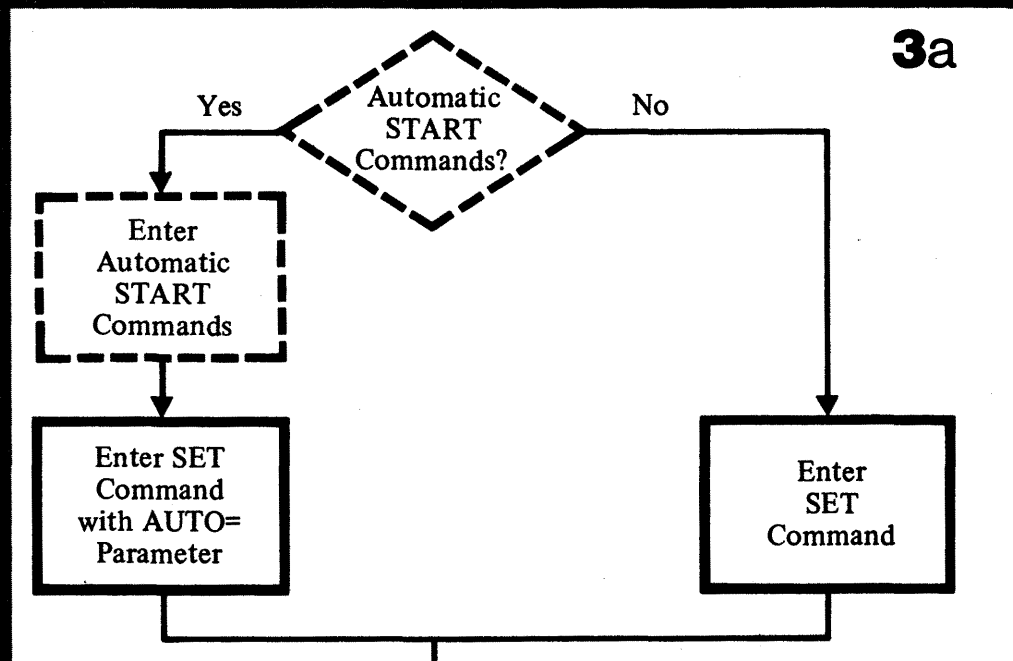 3a
Automatic
START
Commands?
Yes
No
Enter
Automatic
START
Commands
Enter SET
Command
with AUTO=
Parameter
Enter
SET
Command